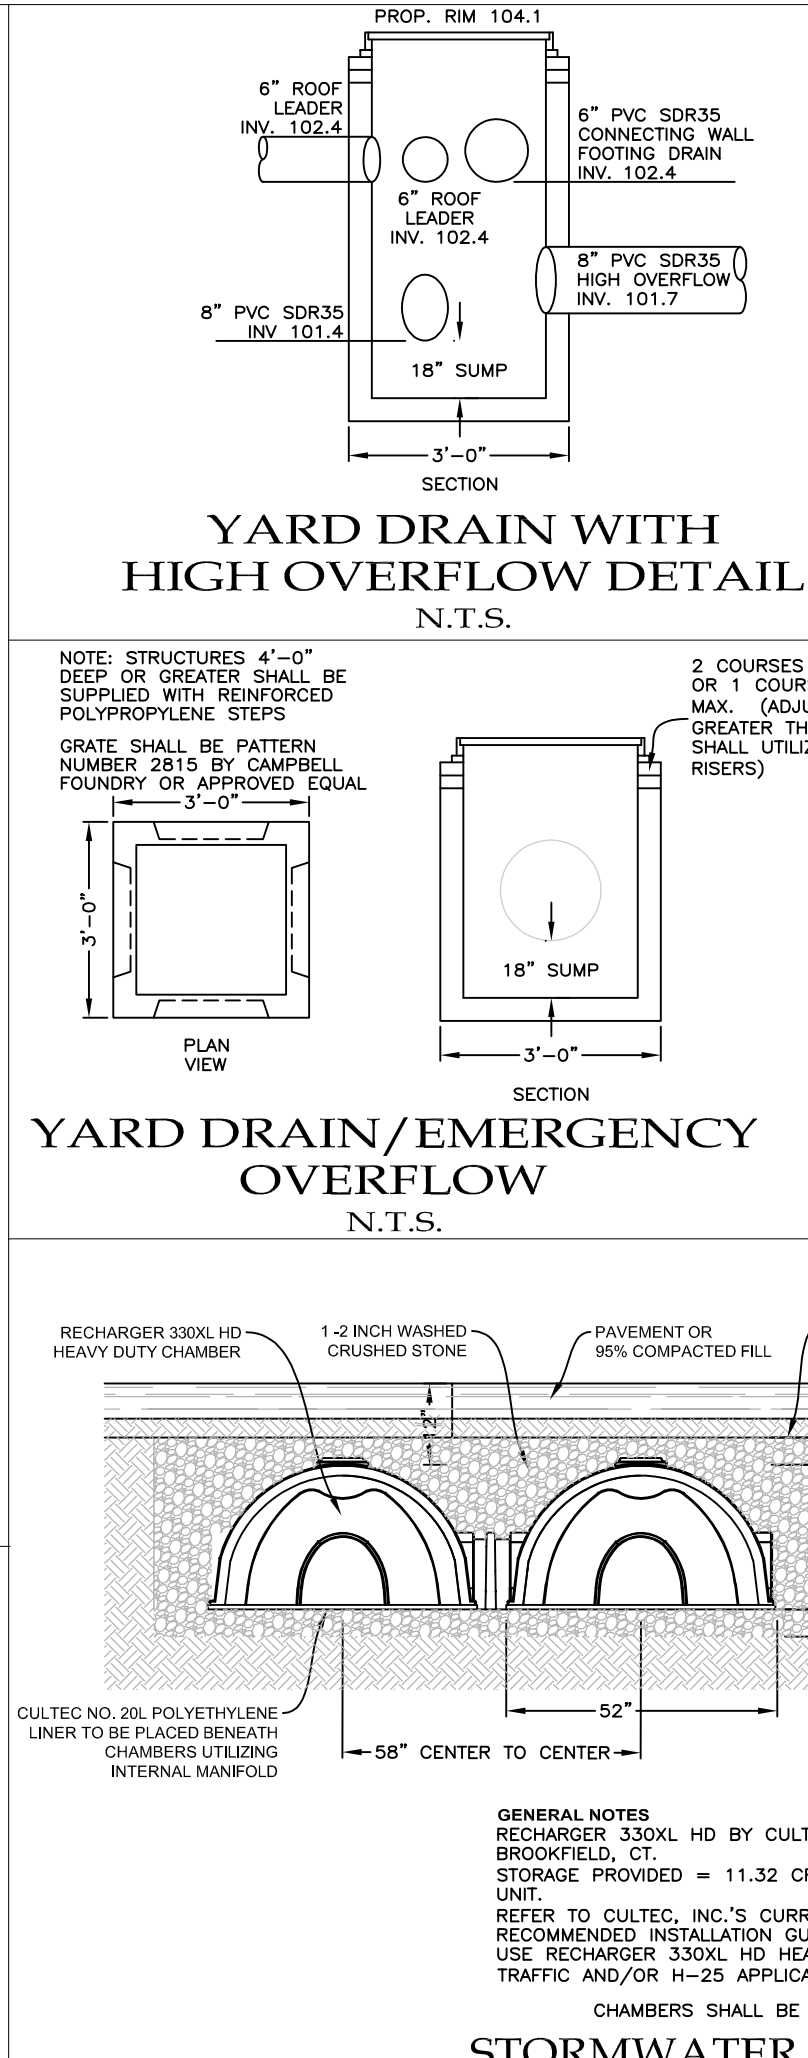 PROP. RIM 104.1
6" ROOF
LEADER
INV. 102.4
6" PVC SDR35
CONNECTING WALL
FOOTING DRAIN
INV. 102.4
6" ROOF
LEADER
INV. 102.4
8" PVC SDR35
HIGH OVERFLOW
INV. 101.7
8" PVC SDR35
INV 101.4
18" SUMP
3'-0"
SECTION
YARD DRAIN WITH
HIGH OVERFLOW DETAIL
N.T.S.
NOTE: STRUCTURES 4'-0"
DEEP OR GREATER SHALL BE
SUPPLIED WITH REINFORCED
POLYPROPYLENE STEPS
GRATE SHALL BE PATTERN
NUMBER 2815 BY CAMPBELL
FOUNDRY OR APPROVED EQUAL
3'-0"
3'-0"
PLAN
VIEW
2 COURSES
OR 1 COUR
MAX. (ADJU
GREATER TH
SHALL UTILIZ
RISERS)
18" SUMP
3'-0"
SECTION
YARD DRAIN/EMERGENCY
OVERFLOW
N.T.S.
RECHARGER 330XL HD
HEAVY DUTY CHAMBER
1 -2 INCH WASHED
CRUSHED STONE
PAVEMENT OR
95% COMPACTED FILL
12"
CULTEC NO. 20L POLYETHYLENE
LINER TO BE PLACED BENEATH
CHAMBERS UTILIZING
INTERNAL MANIFOLD
52"
58" CENTER TO CENTER
GENERAL NOTES
RECHARGER 330XL HD BY CULT
BROOKFIELD, CT.
STORAGE PROVIDED = 11.32 CF
UNIT.
REFER TO CULTEC, INC.'S CURR
RECOMMENDED INSTALLATION GU
USE RECHARGER 330XL HD HEA
TRAFFIC AND/OR H-25 APPLICA
CHAMBERS SHALL BE
STORMWATER